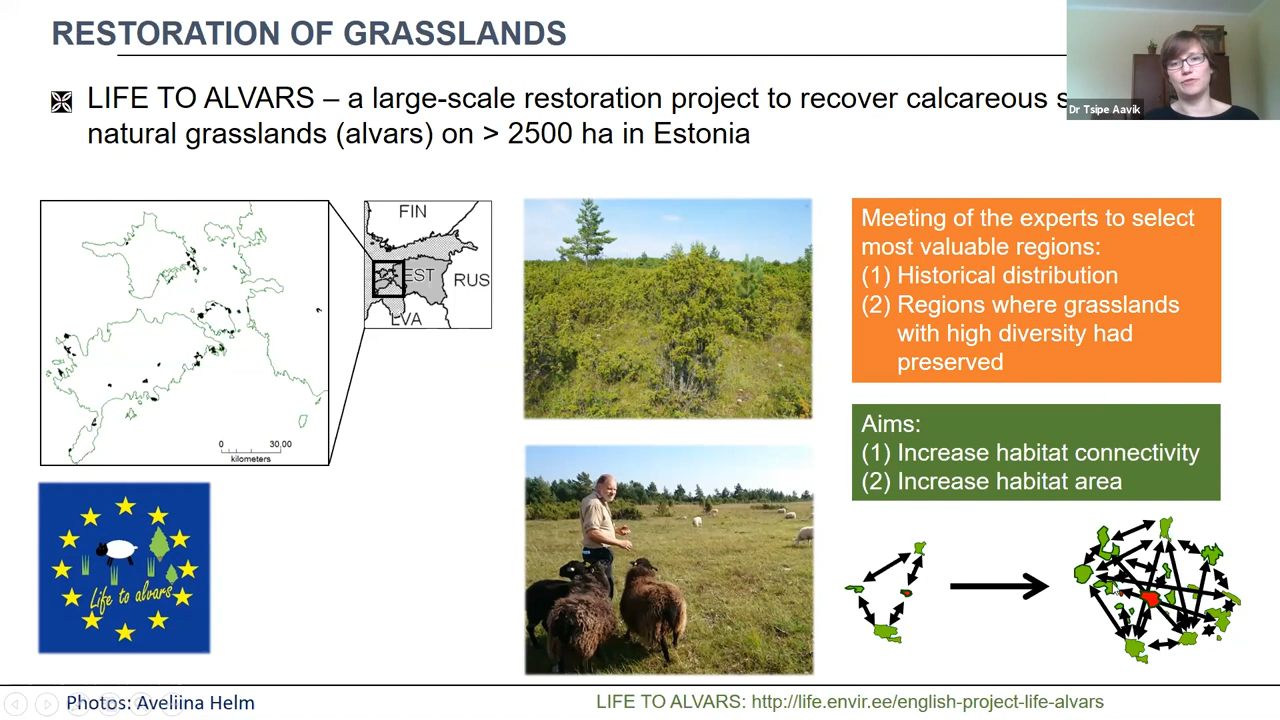 RESTORATION OF GRASSLANDS
LIFE TO ALVARS – a large-scale restoration project to recover calcareous
natural grasslands (alvars) on > 2500 ha in Estonia
Dr Tsipe Aavik
FIN
EST
RUS
LVA
0 30,00
kilometers
Life to alvars
Meeting of the experts to select
most valuable regions:
(1) Historical distribution
(2) Regions where grasslands
with high diversity had
preserved
Aims:
(1) Increase habitat connectivity
(2) Increase habitat area
Photos: Aveliina Helm
LIFE TO ALVARS: http://life.envir.ee/english-project-life-alvars